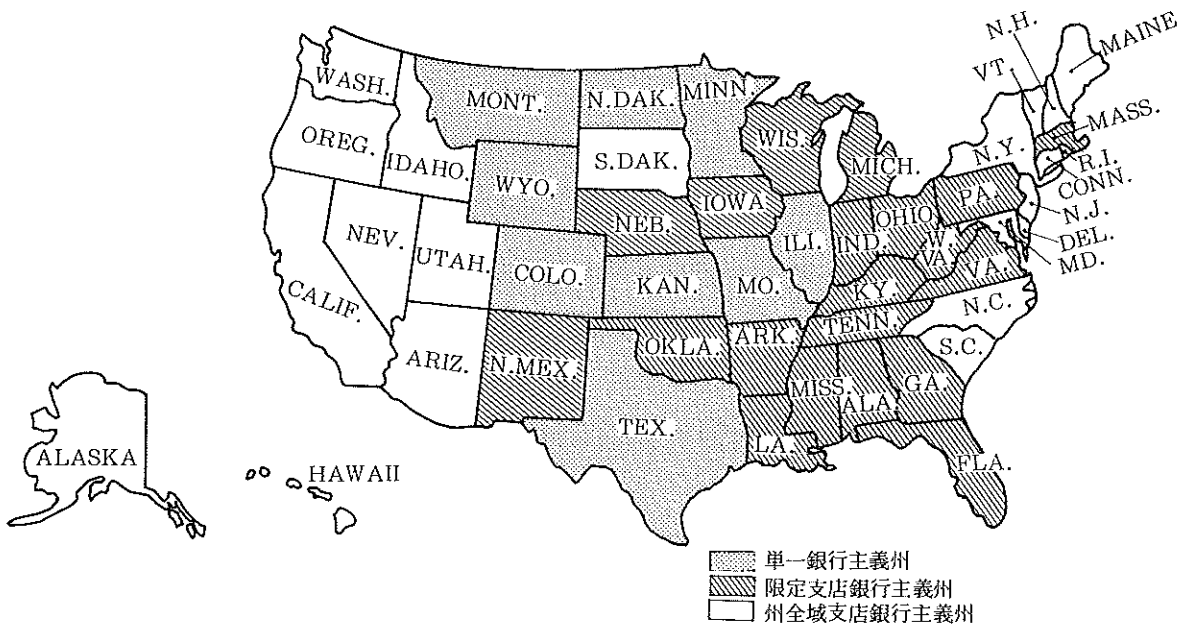 N.H.
MAINE
WASH.
VT.
MONT.
N.DAK.
MINN.
MASS.
OREG.
WIS.
N.Y.
IDAHO.
S.DAK.
MICH.
R.I.
WYO.
CONN.
IOWA
PA.
NEB.
OHIO
N.J.
NEV.
ILI.
IND.
W.
VA.
DEL.
UTAH.
COLO.
VA.
MD.
KAN.
MO.
KY.
CALIF.
N.C.
TENN.
OKLA.
ARK.
S.C.
ARIZ.
N.MEX.
MISS.
GA.
ALA.
TEX.
LA.
ALASKA
FLA.
HAWAII
単一銀行主義州
限定支店銀行主義州
州全域支店銀行主義州